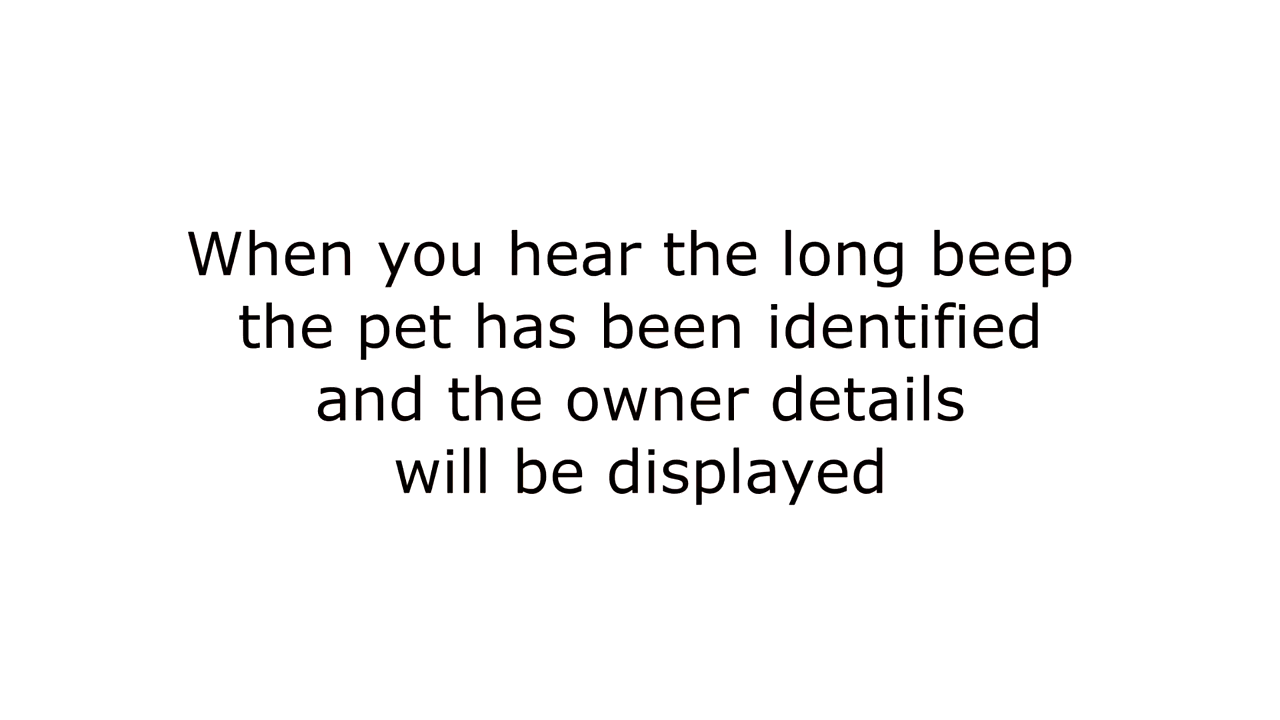 When you hear the long beep
the pet has been identified
and the owner details
will be displayed